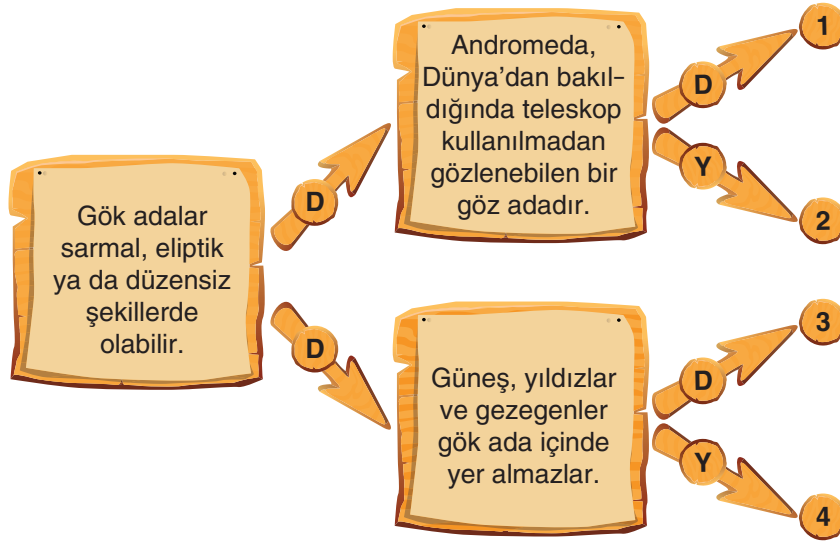 Gök adalar
sarmal, eliptik
ya da düzensiz
şekillerde
olabilir.
D
Andromeda,
Dünya'dan bakıl-
dığında teleskop
kullanılmadan
gözlenebilen bir
göz adadır.
D
1
Y
2
D
Güneş, yıldızlar
ve gezegenler
gök ada içinde
yer almazlar.
D
3
Y
4